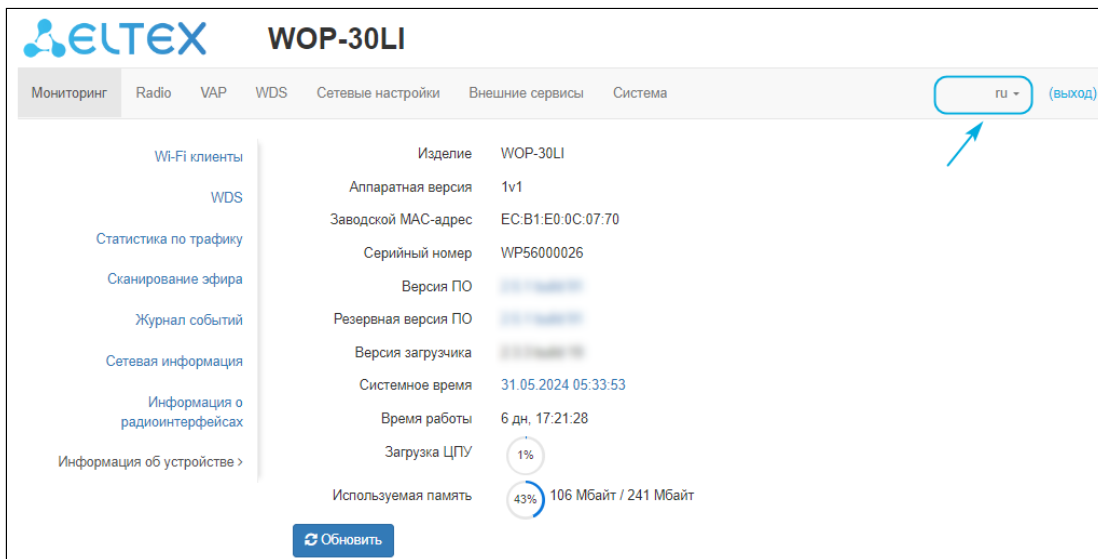 ELTEX WOP-30LI
Мониторинг Radio VAP WDS Сетевые настройки Внешние сервисы Система ru (выход)
Wi-Fi клиенты
WDS
Статистика по трафику
Сканирование эфира
Журнал событий
Сетевая информация
Информация о
радиоинтерфейсах
Информация об устройстве >
Изделие WOP-30LI
Аппаратная версия 1v1
Заводской MAC-адрес EC:B1:E0:0C:07:70
Серийный номер WP56000026
Версия ПО
Резервная версия ПО
Версия загрузчика
Системное время 31.05.2024 05:33:53
Время работы 6 дн, 17:21:28
Загрузка ЦПУ 1%
Используемая память 43% 106 Мбайт / 241 Мбайт
Обновить